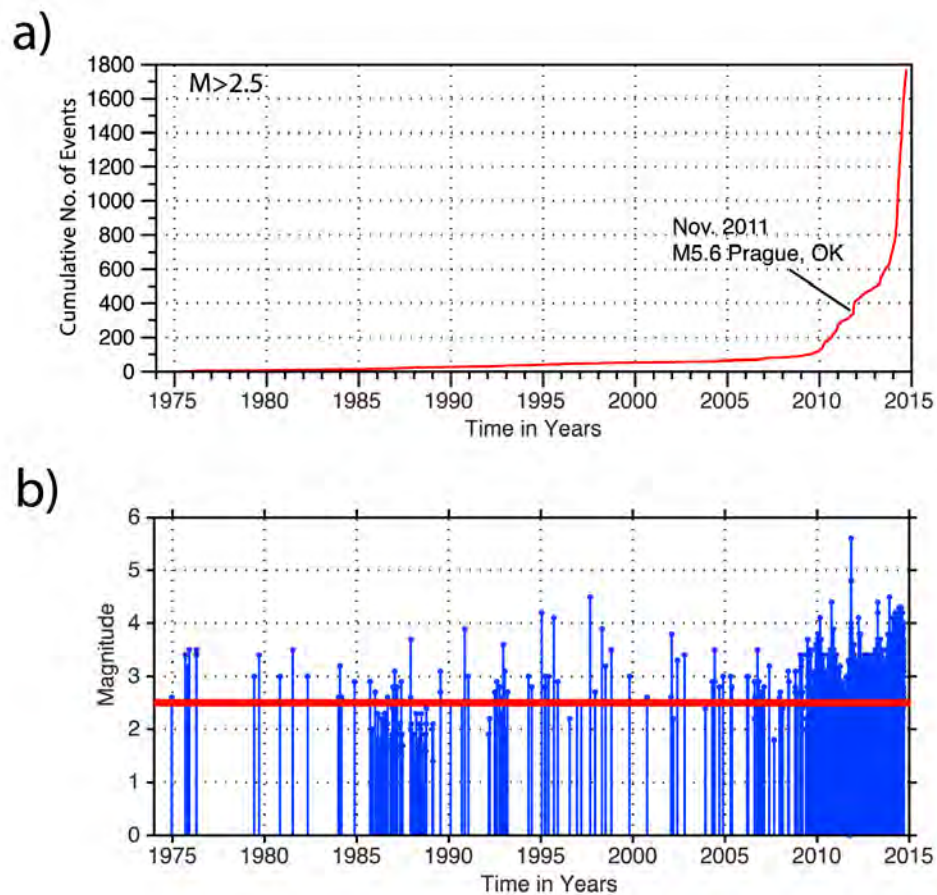 a)
M>2.5
1800
1600
1400
1200
1000
800
600
400
200
0
Cumulative No. of Events
Nov. 2011
M5.6 Prague, OK
1975 1980 1985 1990 1995 2000 2005 2010 2015
Time in Years
b)
6
5
4
3
2
1
0
Magnitude
1975 1980 1985 1990 1995 2000 2005 2010 2015
Time in Years